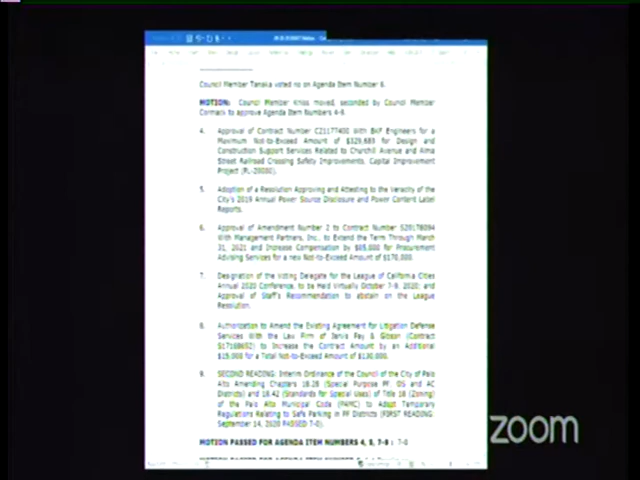 Council Member Tanaka voted no on Agenda Item Number 6.
MOTION: Council Member Kniss moved, seconded by Council Member
Cormack to approve Agenda Item Numbers 4-9.
4. Approval of Contract Number C21177400 With BKF Engineers for a
Maximum Not-to-Exceed Amount of $329,683 for Design and
Construction Support Services Related to Churchill Avenue and Alma
Street Railroad Crossing Safety Improvements, Capital Improvement
Project (PL-20000).
5. Adoption of a Resolution Approving and Attesting to the Veracity of the
City's 2019 Annual Power Source Disclosure and Power Content Label
Reports.
6. Approval of Amendment Number 2 to Contract Number S20178094
With Management Partners, Inc., to Extend the Term Through March
31, 2021 and Increase Compensation by $85,000 for Procurement
Advising Services for a new Not-to-Exceed Amount of $170,000.
7. Designation of the Voting Delegate for the League of California Cities
Annual 2020 Conference, to be Held Virtually October 7-9, 2020; and
Approval of Staff's Recommendation to abstain on the League
Resolution.
8. Authorization to Amend the Existing Agreement for Litigation Defense
Services With the Law Firm of Jarvis Fay & Gibson (Contract
to Increase the Contract Amount by an Additional
$15,000 for a Total Not-to-Exceed Amount of $130,000.
9. SECOND READING: Interim Ordinance of the Council of the City of Palo
Alto Amending Chapters 18.28 (Special Purpose PF, OS and AC
Districts) and 18.42 (Standards for Special Uses) of Title 18 (Zoning)
of the Palo Alto Municipal Code (PAMC) to Adopt Temporary
Regulations Relating to Safe Parking in PF Districts (FIRST READING:
September 14, 2020 PASSED 7-0).
MOTION PASSED FOR AGENDA ITEM NUMBERS 4, 5, 7-9: 7-0
zoom